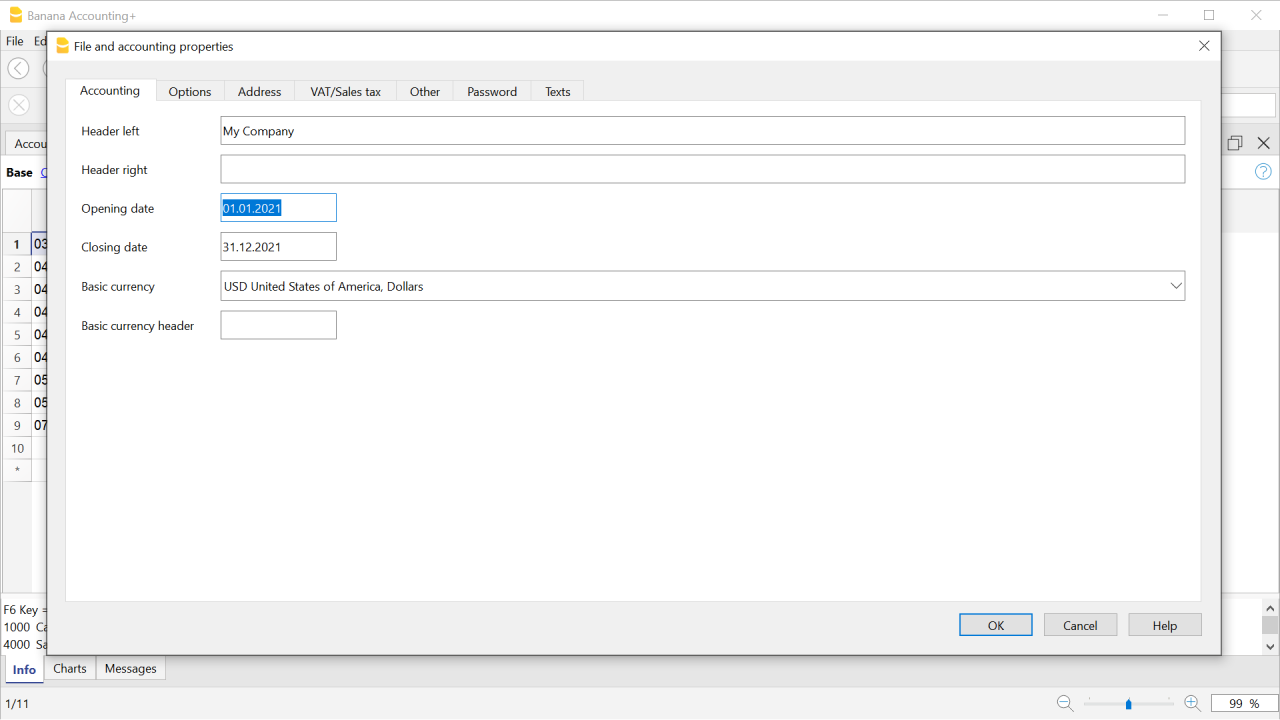 Banana Accounting+
File Ed
File and accounting properties
Accounting Options Address VAT/Sales tax Other Password Texts
Header left My Company
Header right
Opening date 01.01.2021
Closing date 31.12.2021
Basic currency USD United States of America, Dollars
Basic currency header
OK Cancel Help
Accou
Base
1 03
2 04
3 04
4 04
5 04
6 04
7 05
8 05
9 07
10
*
F6 Key =
1000 Ca
4000 Sa
Info Charts Messages
1/11
99 %